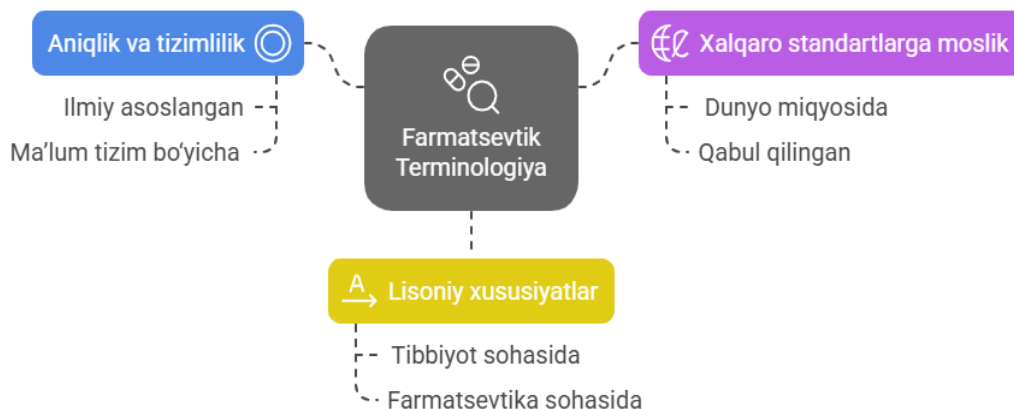 Aniqlik va tizimlilik
Ilmiy asoslangan
Ma’lum tizim bo‘yicha
Farmatsevtik
Terminologiya
Xalqaro standartlarga moslik
Dunyo miqyosida
Qabul qilingan
A
Lisoniy xususiyatlar
Tibbiyot sohasida
Farmatsevtika sohasida